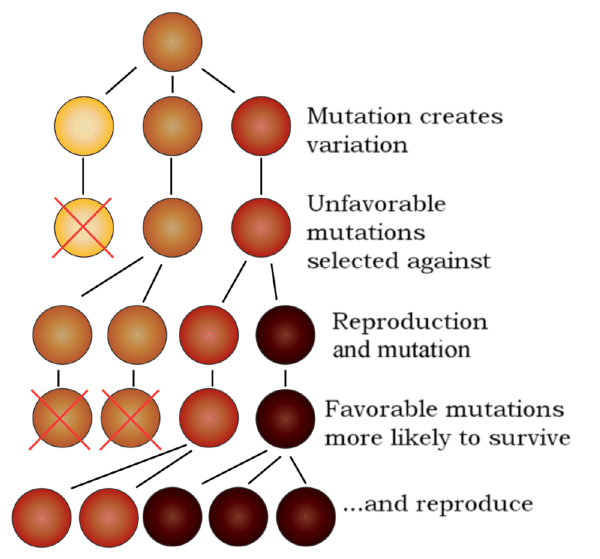 Mutation creates
variation
Unfavorable
mutations
selected against
Reproduction
and mutation
Favorable mutations
more likely to survive
...and reproduce